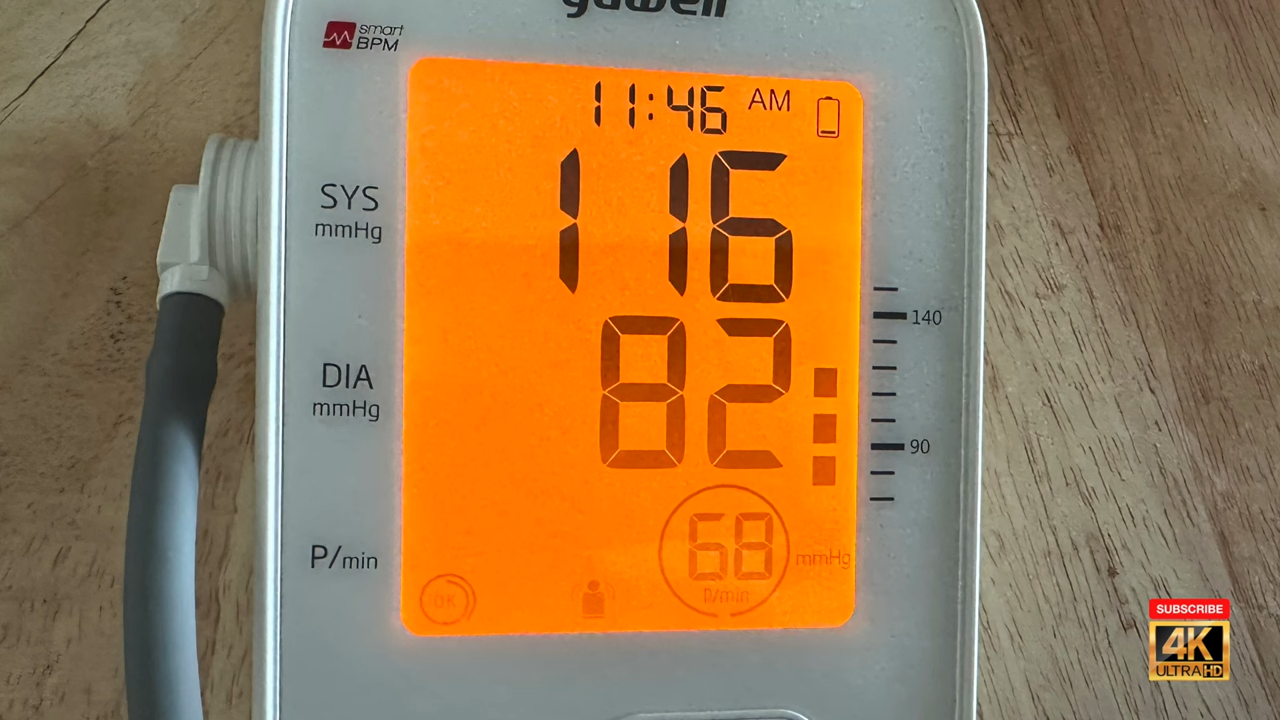 yuwell
smart
BPM
11:46 AM
SYS
mmHg
116
140
DIA
mmHg
82
90
P/min
68
mmHg
P/min
OK
SUBSCRIBE
4K
ULTRA HD